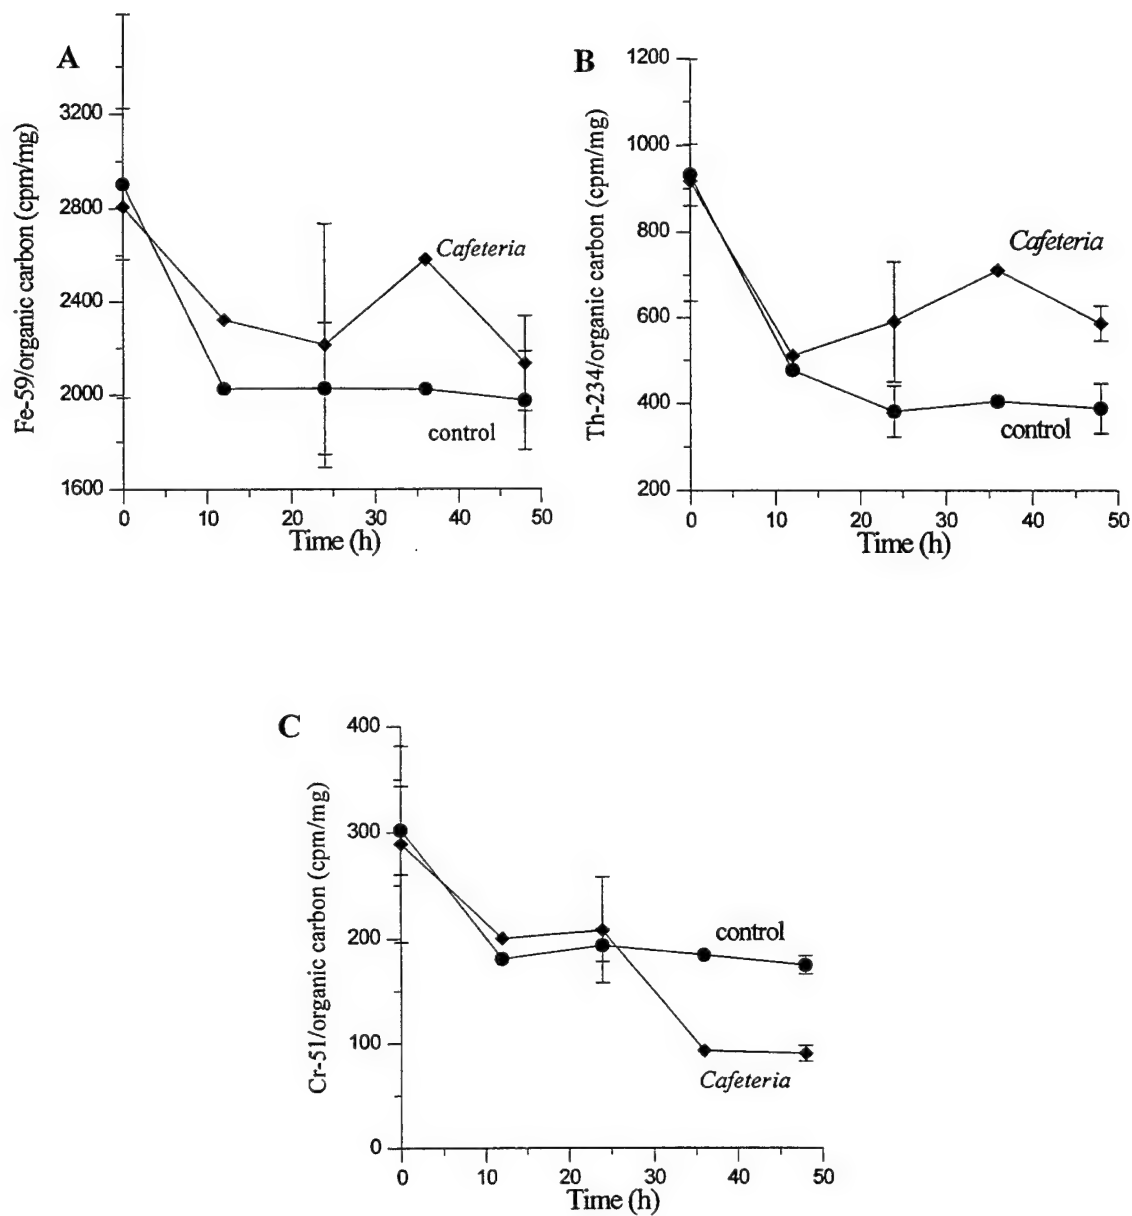 A
Fe-59/organic carbon (cpm/mg)
3200
2800
2400
2000
1600
Cafeteria
control
0 10 20 30 40 50
Time (h)
B
Th-234/organic carbon (cpm/mg)
1200
1000
800
600
400
200
Cafeteria
control
0 10 20 30 40 50
Time (h)
C
Cr-51/organic carbon (cpm/mg)
400
300
200
100
0
control
Cafeteria
0 10 20 30 40 50
Time (h)